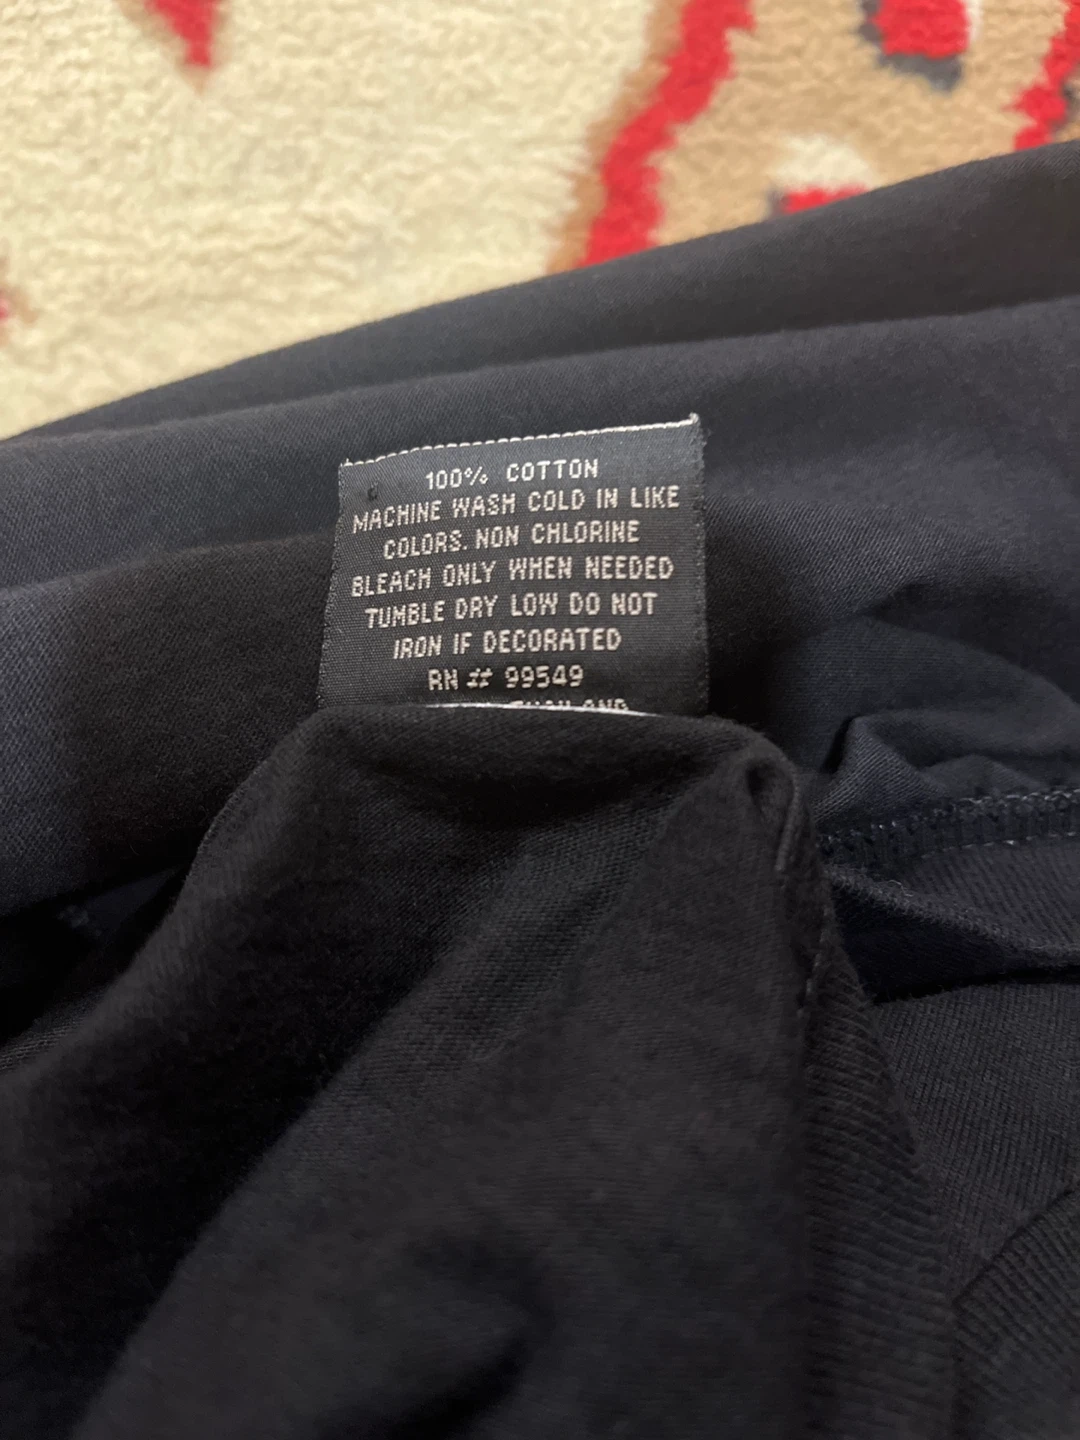 100% COTTON
MACHINE WASH COLD IN LIKE
COLORS. NON CHLORINE
BLEACH ONLY WHEN NEEDED
TUMBLE DRY LOW DO NOT
IRON IF DECORATED
RN # 99549
THAILAND